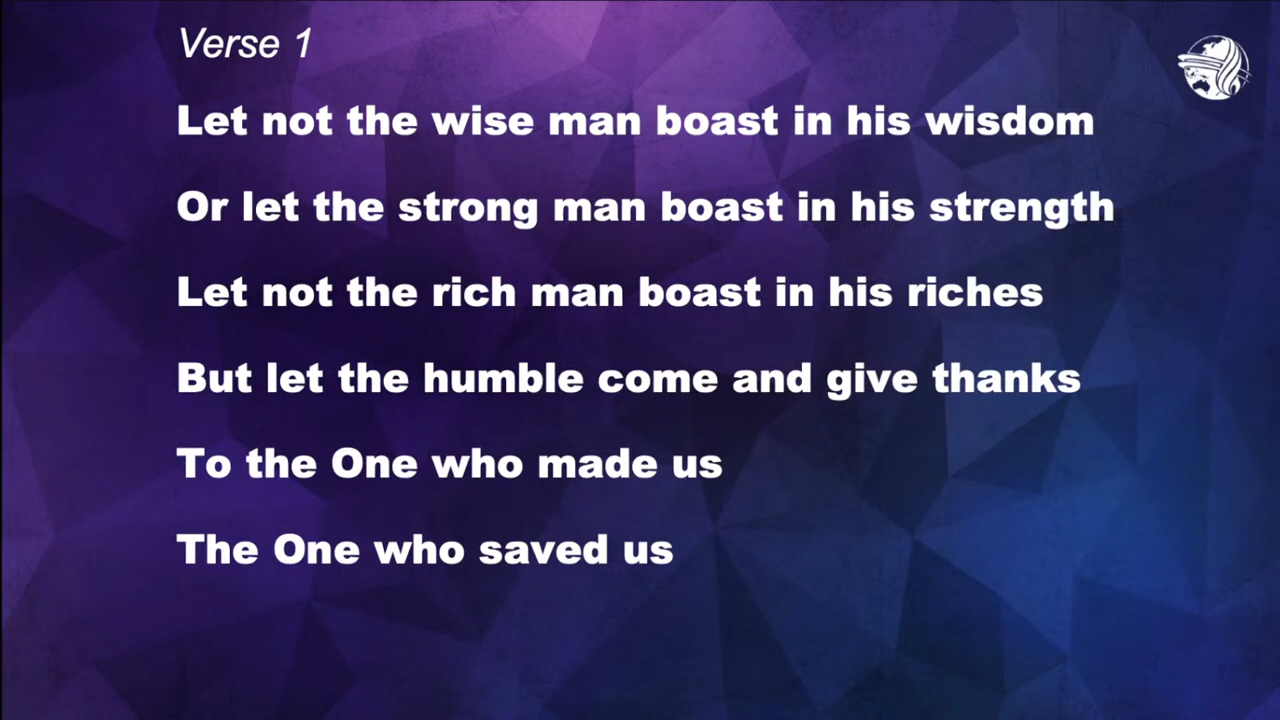 Verse 1
Let not the wise man boast in his wisdom
Or let the strong man boast in his strength
Let not the rich man boast in his riches
But let the humble come and give thanks
To the One who made us
The One who saved us